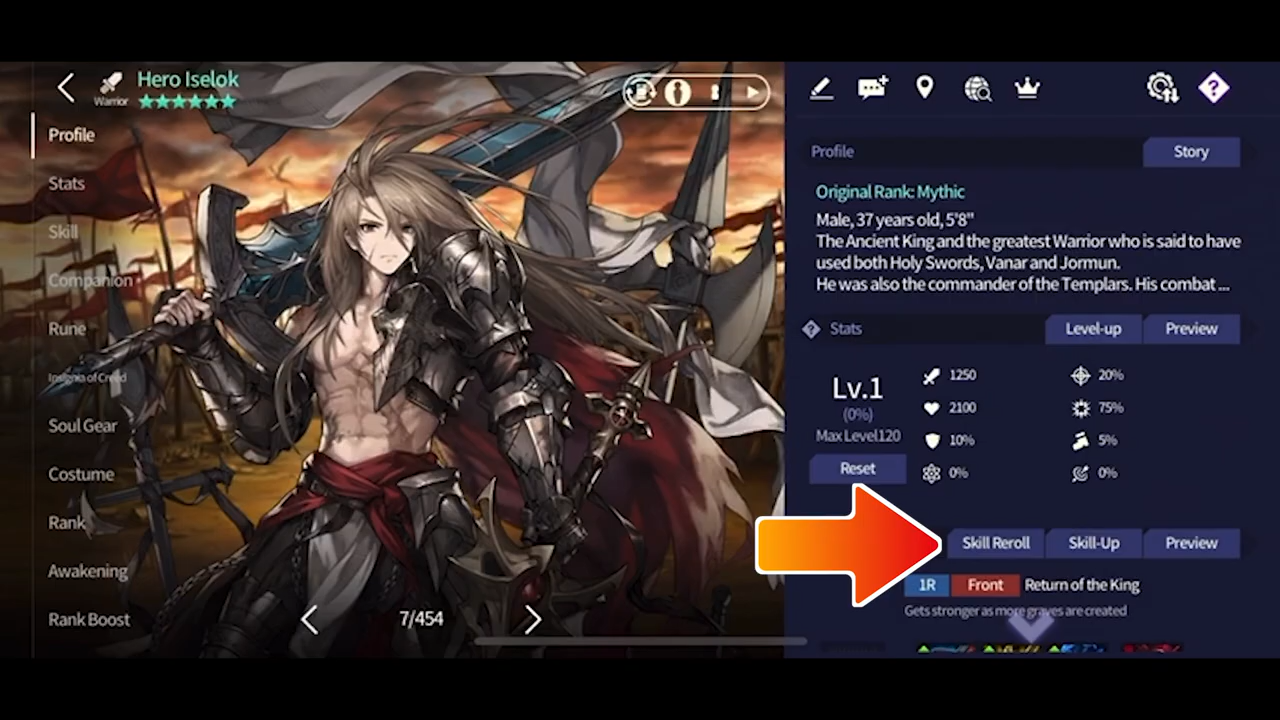 Hero Iselok
Warrior
Profile
Stats
Skill
Companion
Rune
Insignia of Creed
Soul Gear
Costume
Rank
Awakening
Rank Boost
7/454
?
Profile
Story
Original Rank: Mythic
Male, 37 years old, 5'8"
The Ancient King and the greatest Warrior who is said to have
used both Holy Swords, Vanar and Jormun.
He was also the commander of the Templars. His combat ...
? Stats
Level-up
Preview
Lv.1
(0%)
Max Level120
Reset
1250
20%
2100
75%
10%
5%
0%
0%
Skill Reroll
Skill-Up
Preview
1R Front Return of the King
Gets stronger as more graves are created